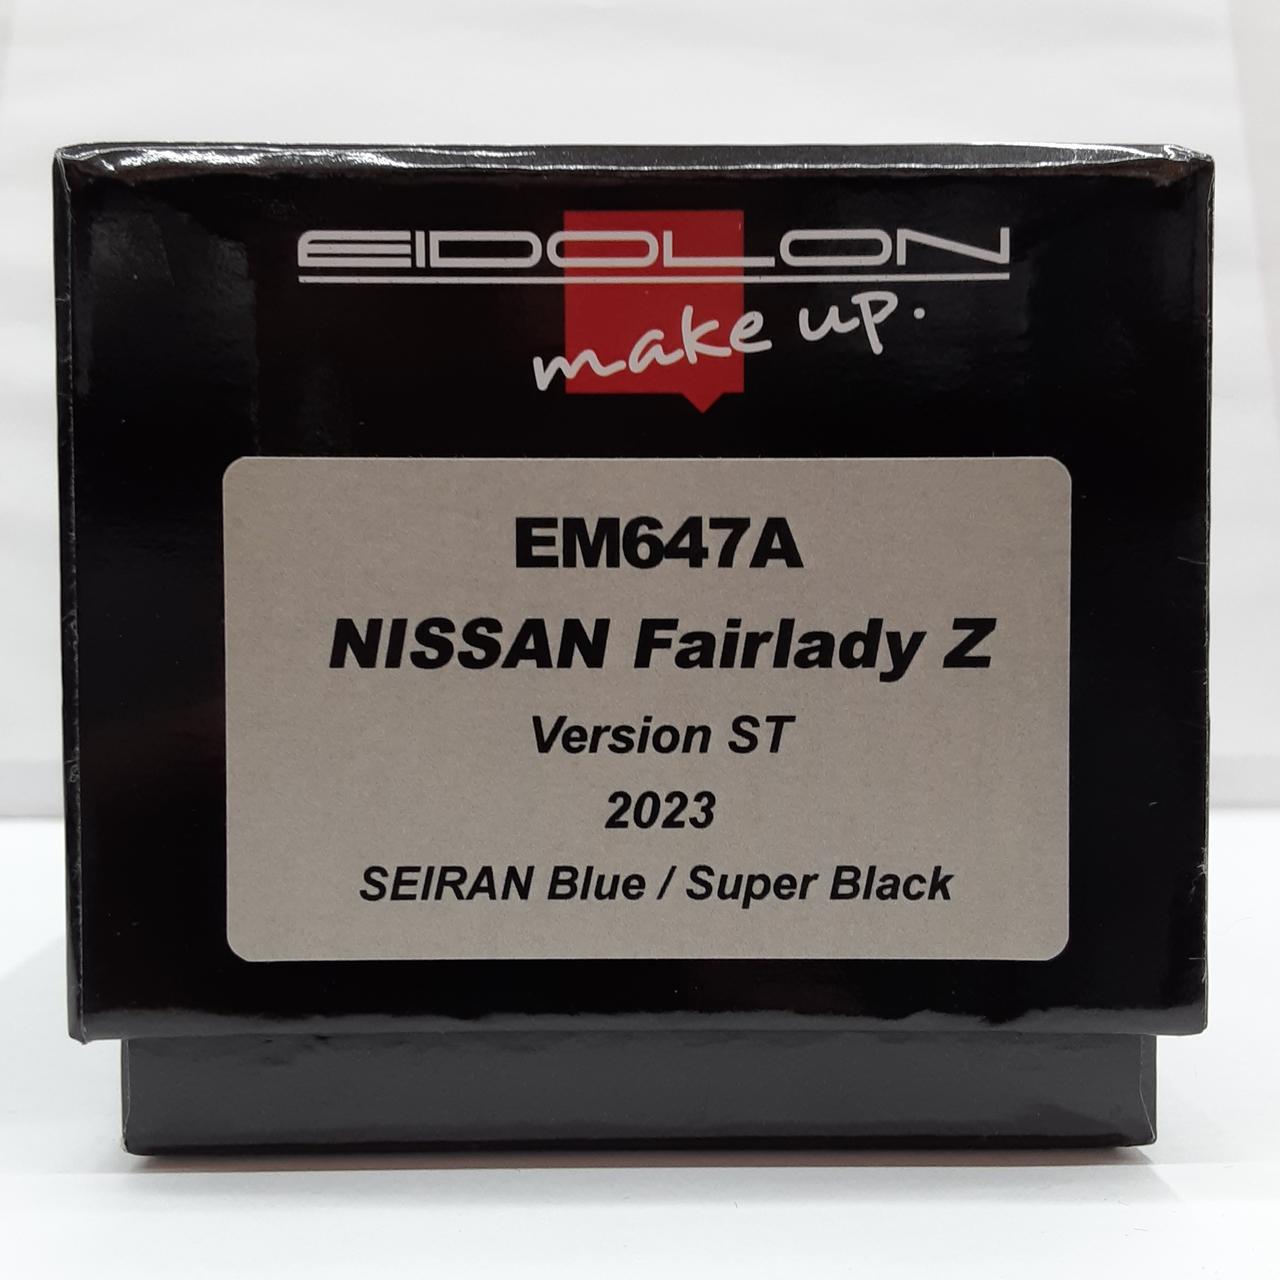 EIDOLON
make up.
EM647A
NISSAN Fairlady Z
Version ST
2023
SEIRAN Blue / Super Black